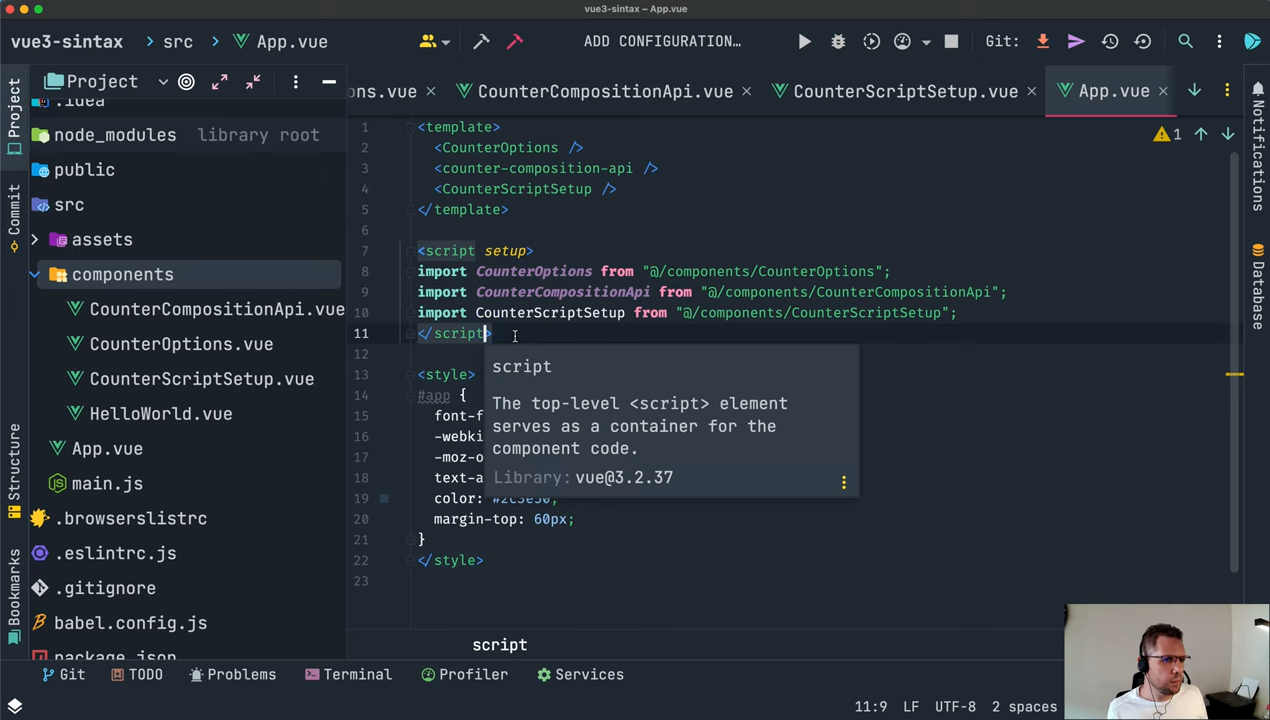 vue3-sintax – App.vue
vue3-sintax > src > App.vue
ADD CONFIGURATION...
Git:
Project
ons.vue
CounterCompositionApi.vue
CounterScriptSetup.vue
App.vue
Project
Commit
Structure
Bookmarks
.idea
node_modules library root
public
src
assets
components
CounterCompositionApi.vue
CounterOptions.vue
CounterScriptSetup.vue
HelloWorld.vue
App.vue
main.js
.browserslistrc
.eslintrc.js
.gitignore
babel.config.js
package.json
1 <template>
2 <CounterOptions />
3 <counter-composition-api />
4 <CounterScriptSetup />
5 </template>
6
7 <script setup>
8 import CounterOptions from "@/components/CounterOptions";
9 import CounterCompositionApi from "@/components/CounterCompositionApi";
10 import CounterScriptSetup from "@/components/CounterScriptSetup";
11 </script>
12
13 <style>
14 #app {
15 font-f
16 -webki
17 -moz-o
18 text-a
19 color: #2c3e50;
20 margin-top: 60px;
21 }
22 </style>
23
script
The top-level <script> element
serves as a container for the
component code.
Library: vue@3.2.37
1
Notifications
Database
script
Git
TODO
Problems
Terminal
Profiler
Services
11:9 LF UTF-8 2 spaces